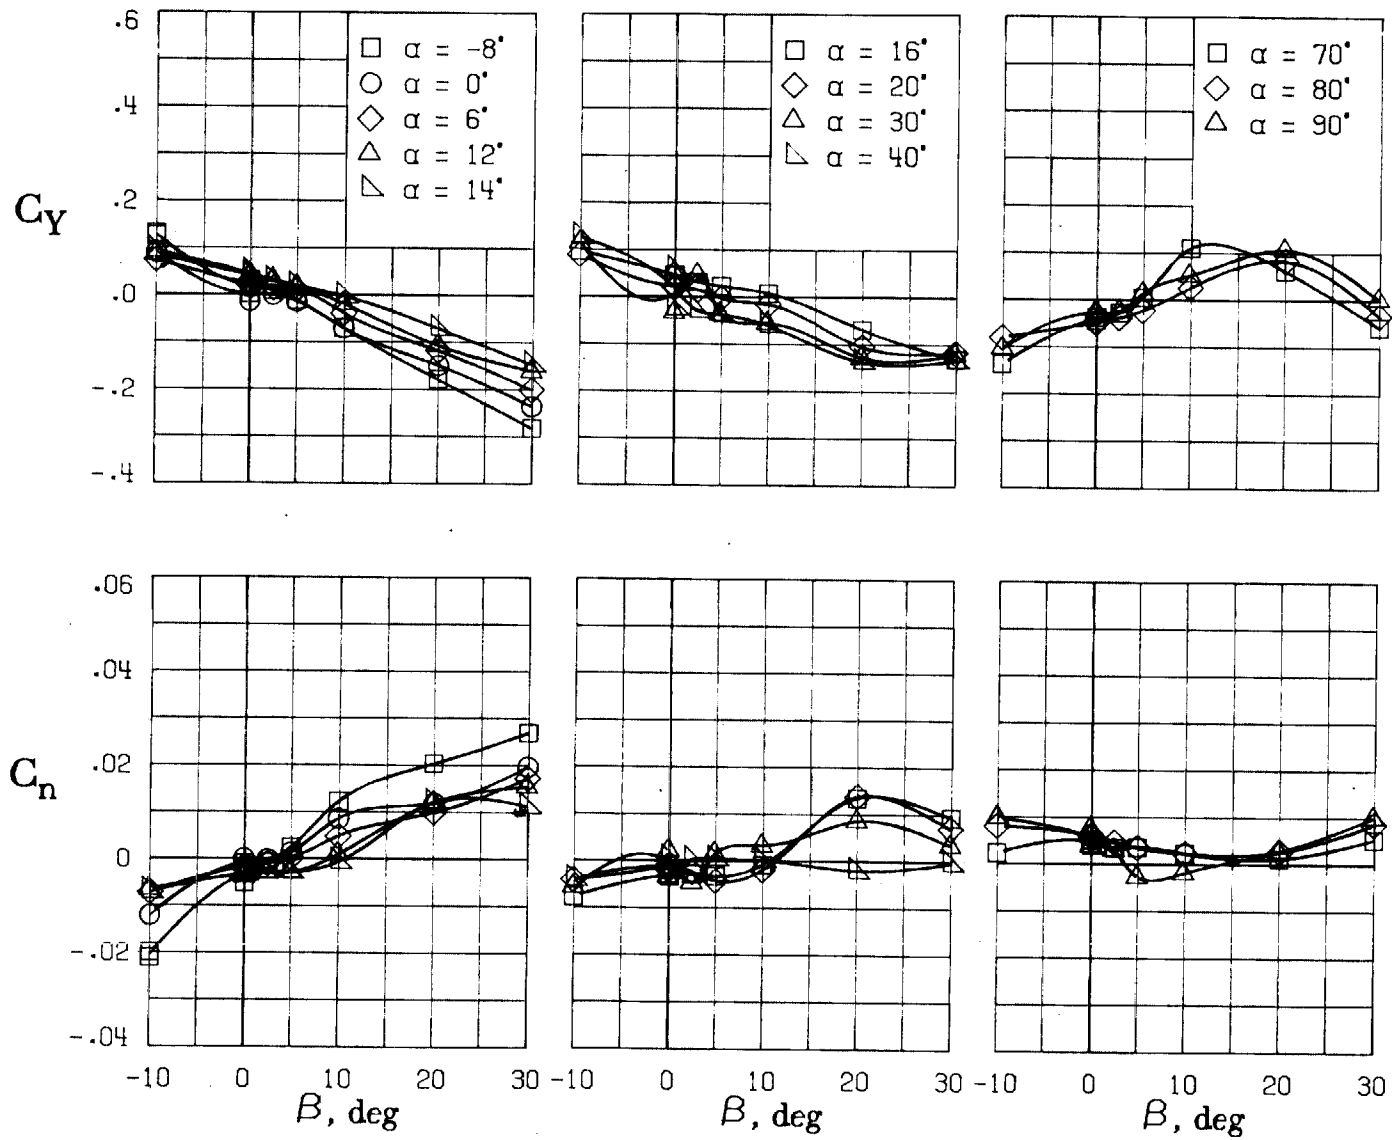 .6
.4
.2
.0
-.2
-.4
C_Y
α = -8°
α = 0°
α = 6°
α = 12°
α = 14°
α = 16°
α = 20°
α = 30°
α = 40°
α = 70°
α = 80°
α = 90°
.06
.04
.02
0
-.02
-.04
C_n
-10 0 10 20 30
β, deg
-10 0 10 20 30
β, deg
-10 0 10 20 30
β, deg